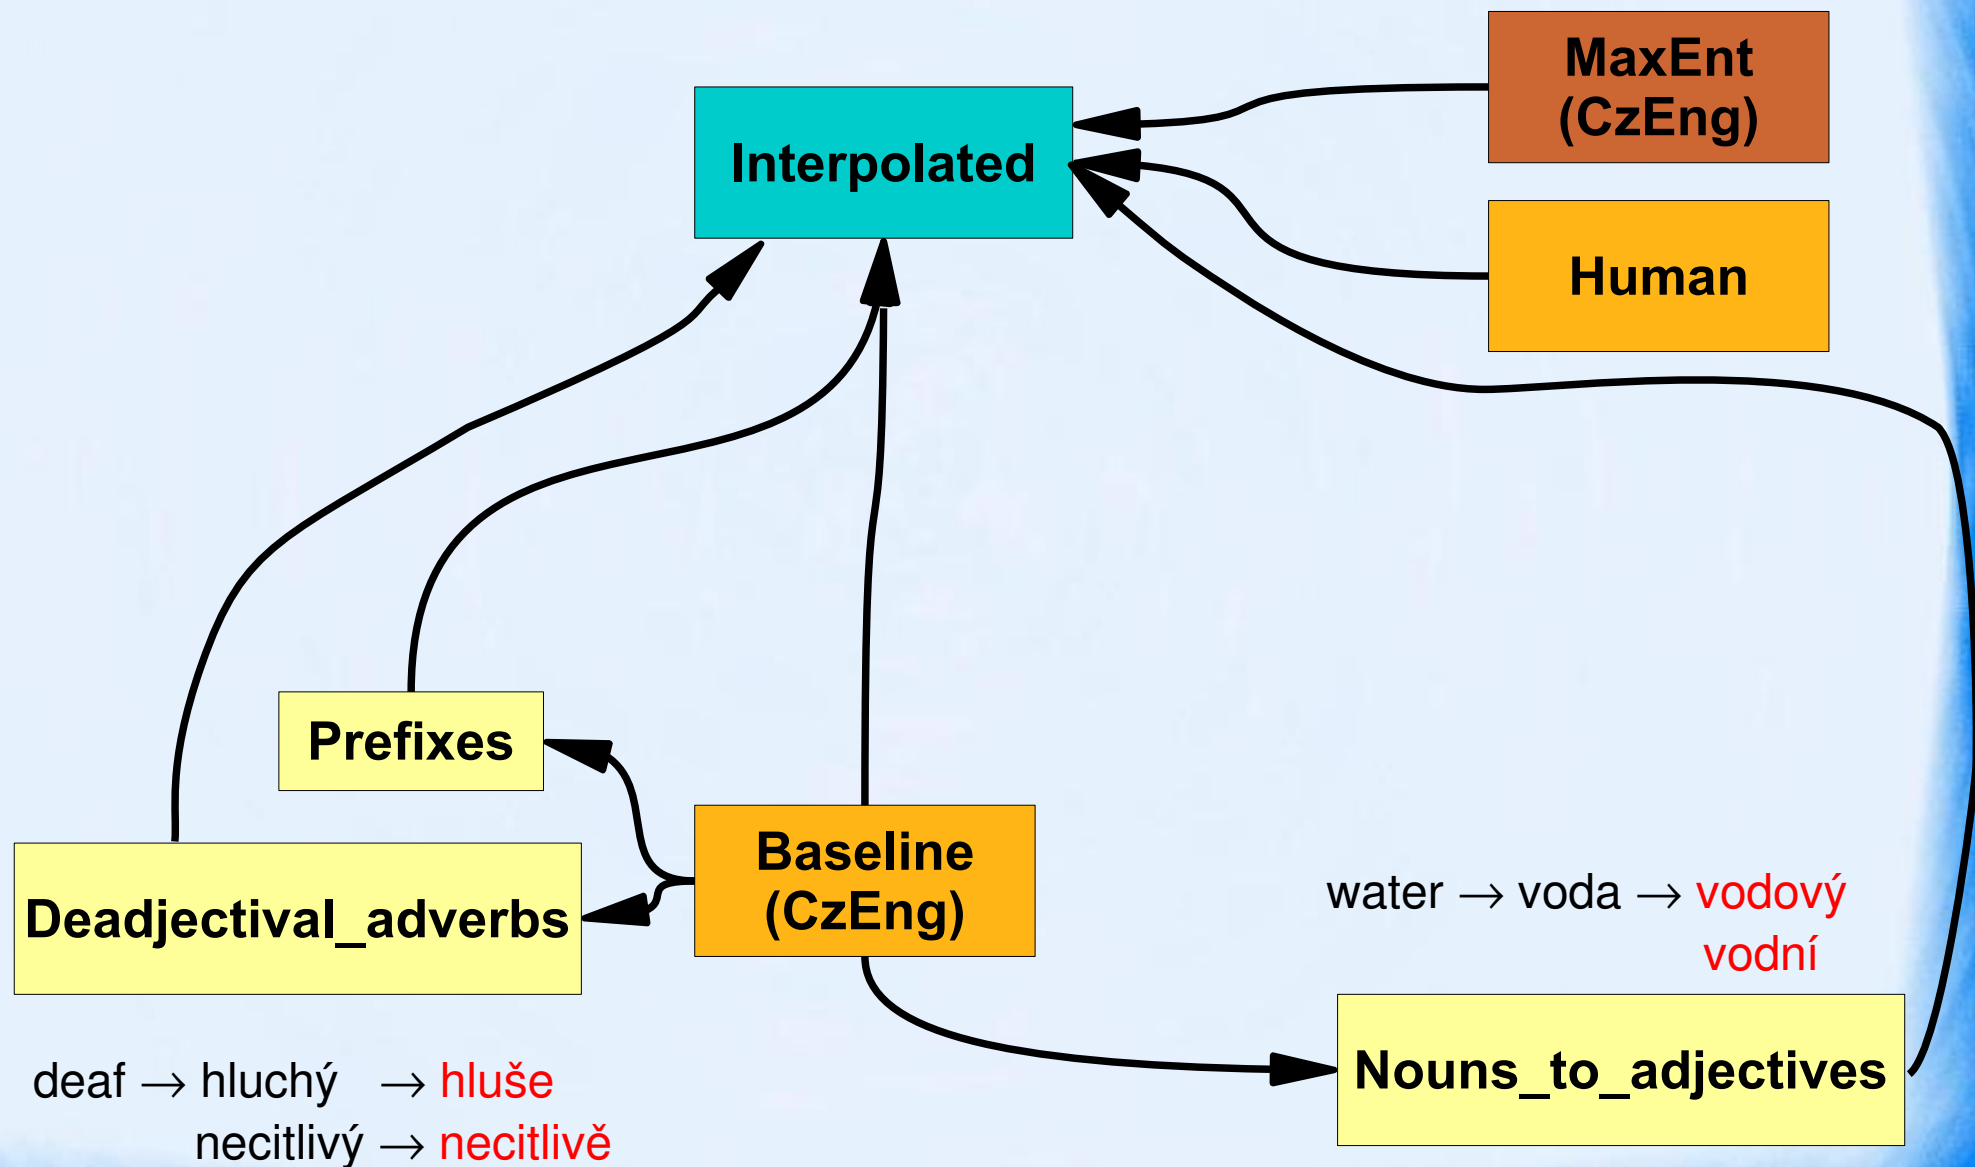 MaxEnt
(CzEng)
Interpolated
Human
Prefixes
Baseline
(CzEng)
Deadjectival_adverbs
water → voda → vodový
vodní
Nouns_to_adjectives
deaf → hluchý → hluše
necitlivý → necitlivě